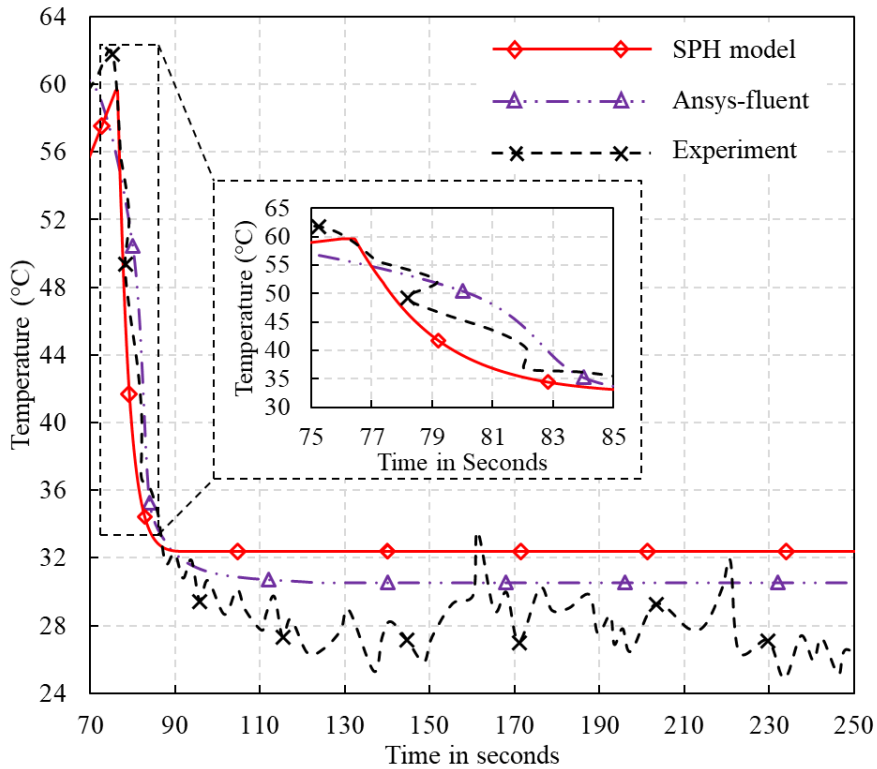 64
60
56
52
48
44
40
36
32
28
24
Temperature (°C)
SPH model
Ansys-fluent
Experiment
65
60
55
50
45
40
35
30
Temperature (°C)
75 77 79 81 83 85
Time in Seconds
70 90 110 130 150 170 190 210 230 250
Time in seconds